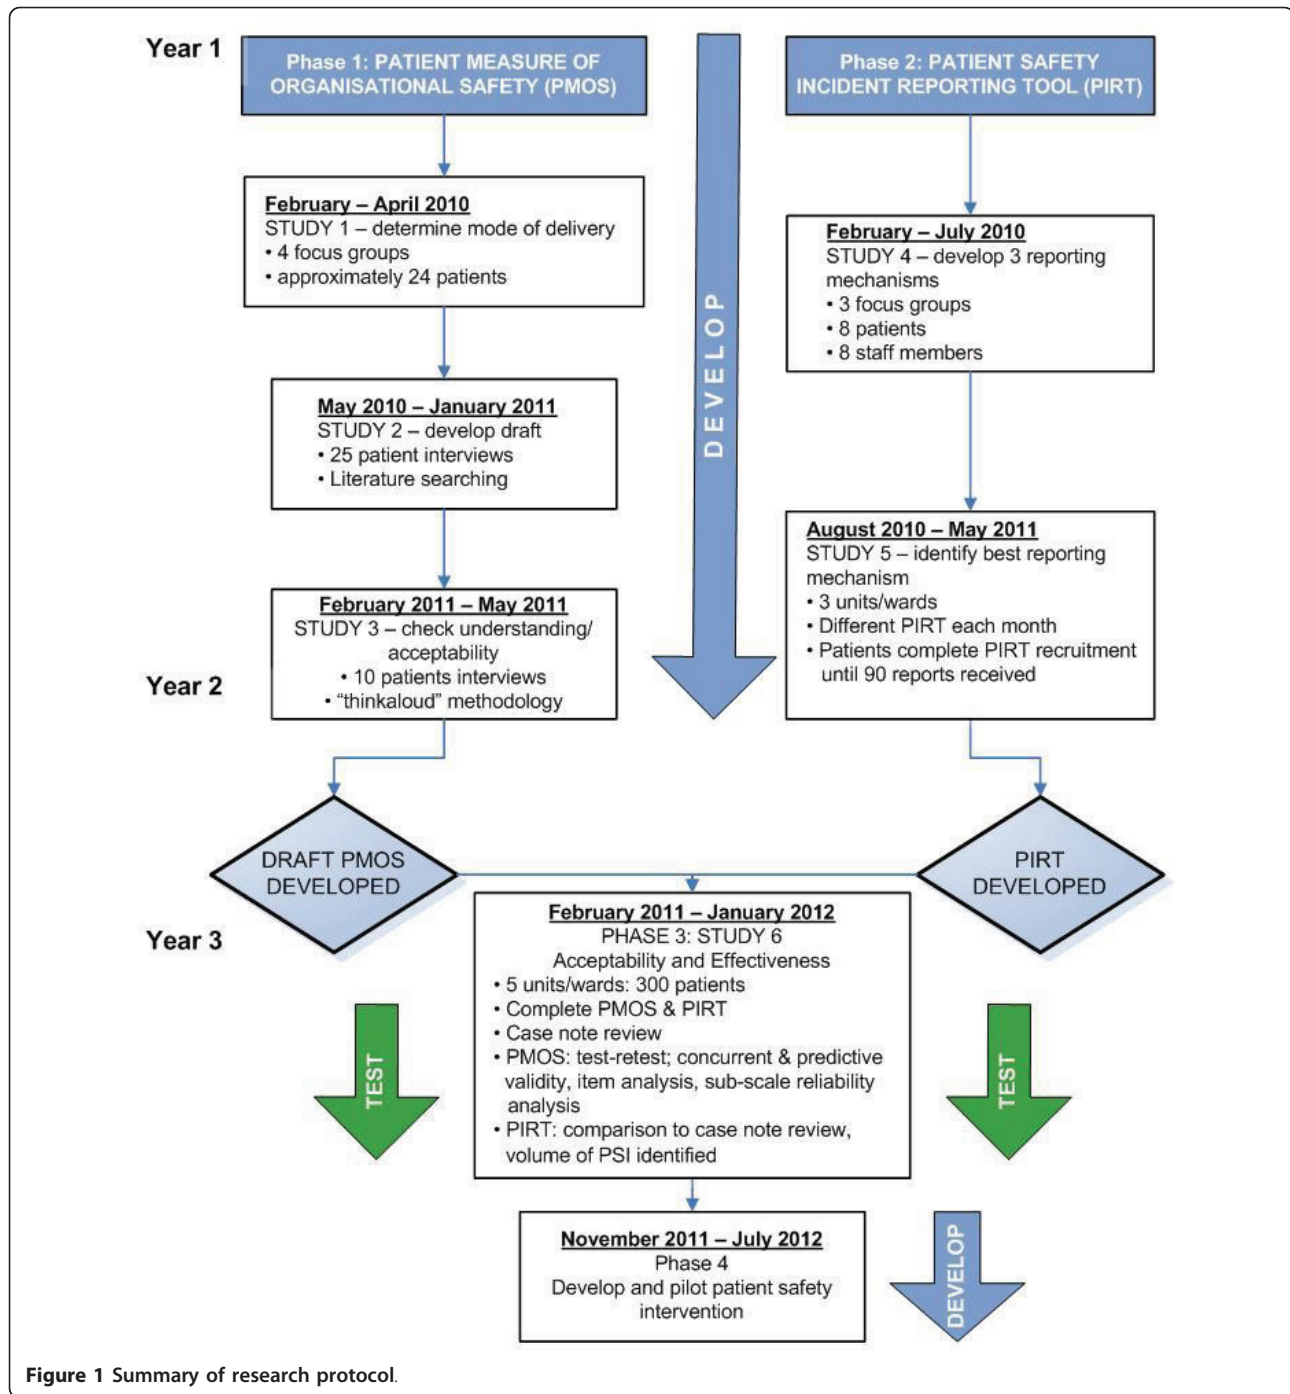 Year 1
Phase 1: PATIENT MEASURE OF
ORGANISATIONAL SAFETY (PMOS)
Phase 2: PATIENT SAFETY
INCIDENT REPORTING TOOL (PIRT)
February – April 2010
STUDY 1 – determine mode of delivery
• 4 focus groups
• approximately 24 patients
February – July 2010
STUDY 4 – develop 3 reporting
mechanisms
• 3 focus groups
• 8 patients
• 8 staff members
DEVELOP
May 2010 – January 2011
STUDY 2 – develop draft
• 25 patient interviews
• Literature searching
August 2010 – May 2011
STUDY 5 – identify best reporting
mechanism
• 3 units/wards
• Different PIRT each month
• Patients complete PIRT recruitment
until 90 reports received
February 2011 – May 2011
STUDY 3 – check understanding/
acceptability
• 10 patients interviews
• “thinkaloud” methodology
Year 2
DRAFT PMOS
DEVELOPED
PIRT
DEVELOPED
Year 3
February 2011 – January 2012
PHASE 3: STUDY 6
Acceptability and Effectiveness
• 5 units/wards: 300 patients
• Complete PMOS & PIRT
• Case note review
• PMOS: test-retest; concurrent & predictive
validity, item analysis, sub-scale reliability
analysis
• PIRT: comparison to case note review,
volume of PSI identified
TEST
TEST
November 2011 – July 2012
Phase 4
Develop and pilot patient safety
intervention
DEVELOP
Figure 1 Summary of research protocol.